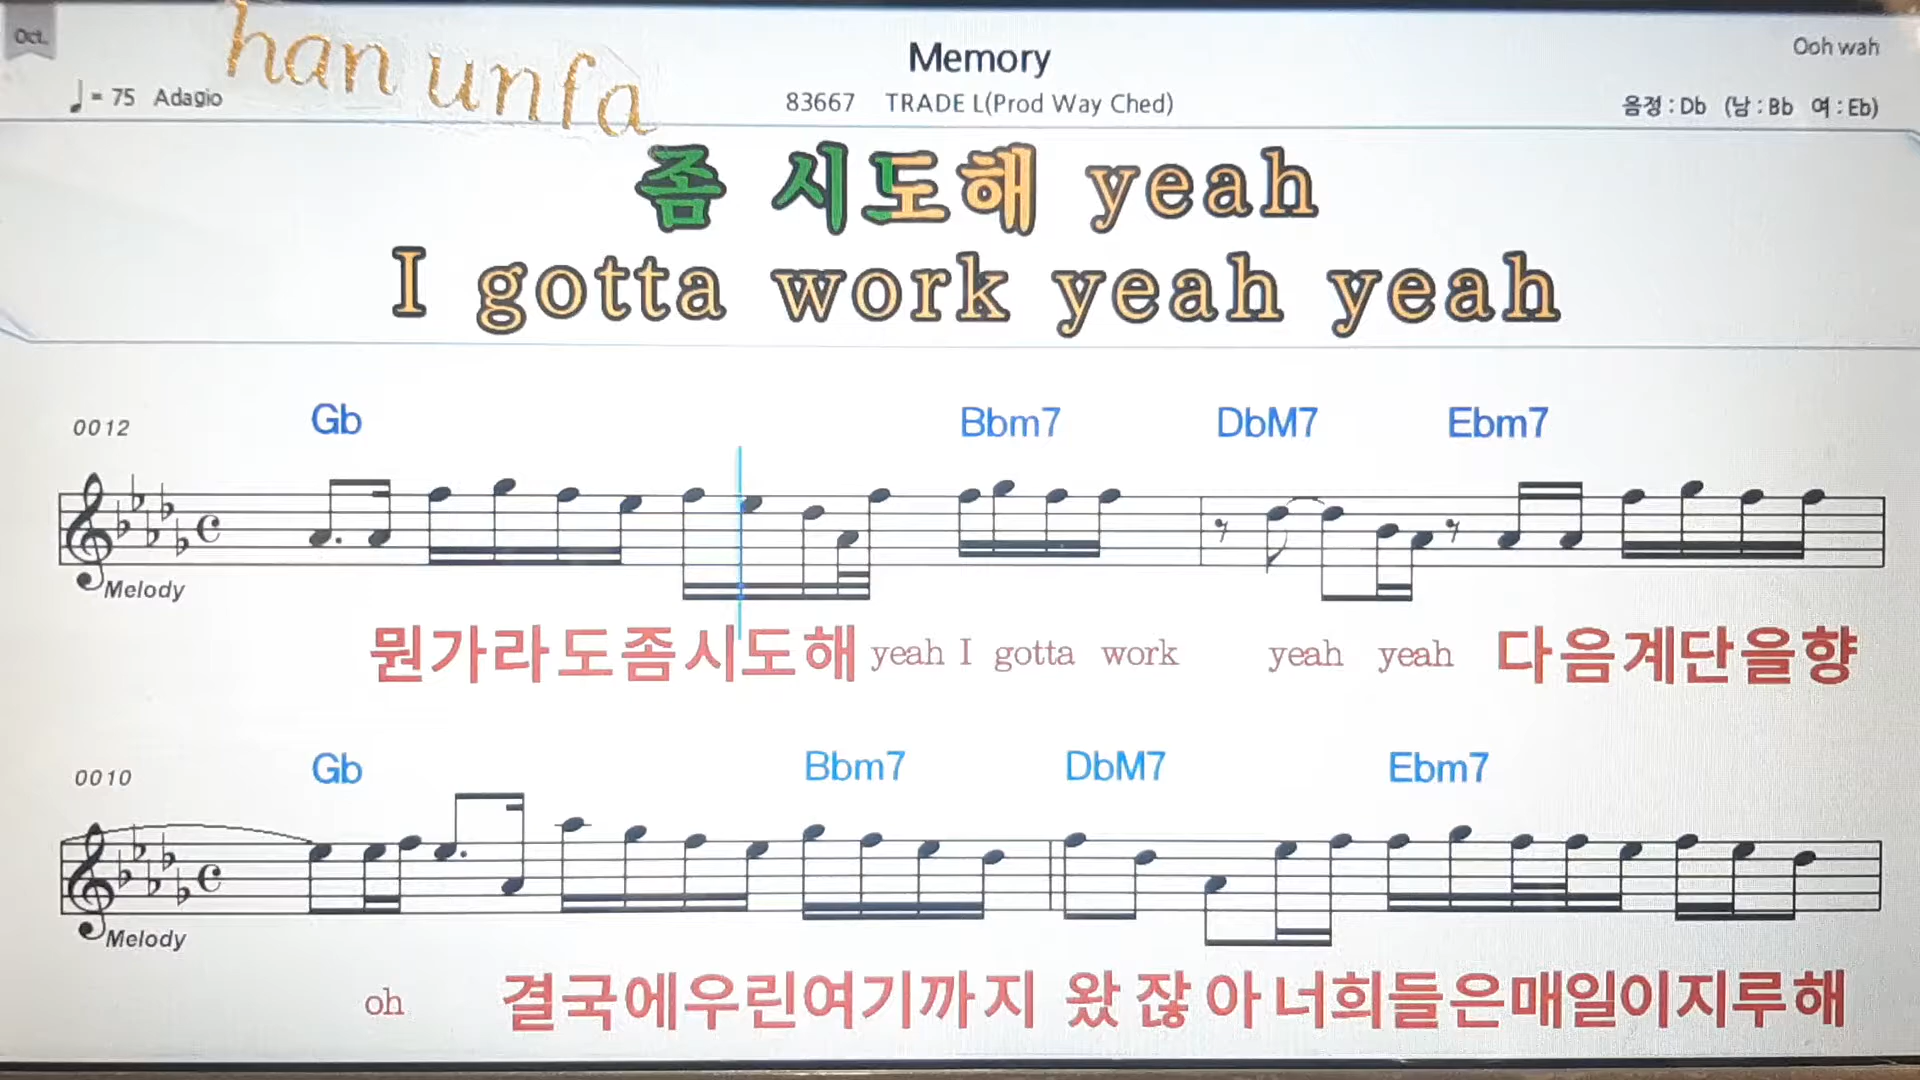 Oct.
han unfa
Memory
Ooh wah
♩ = 75 Adagio
83667 TRADE L(Prod Way Ched)
음정 : Db (남 : Bb 여 : Eb)
좀 시도해 yeah
I gotta work yeah yeah
0012
Gb Bbm7 DbM7 Ebm7
Melody
뭔가라도좀시도해 yeah I gotta work yeah yeah 다음계단을향
0010
Gb Bbm7 DbM7 Ebm7
Melody
oh 결국에우린여기까지 왔잖아너희들은매일이지루해